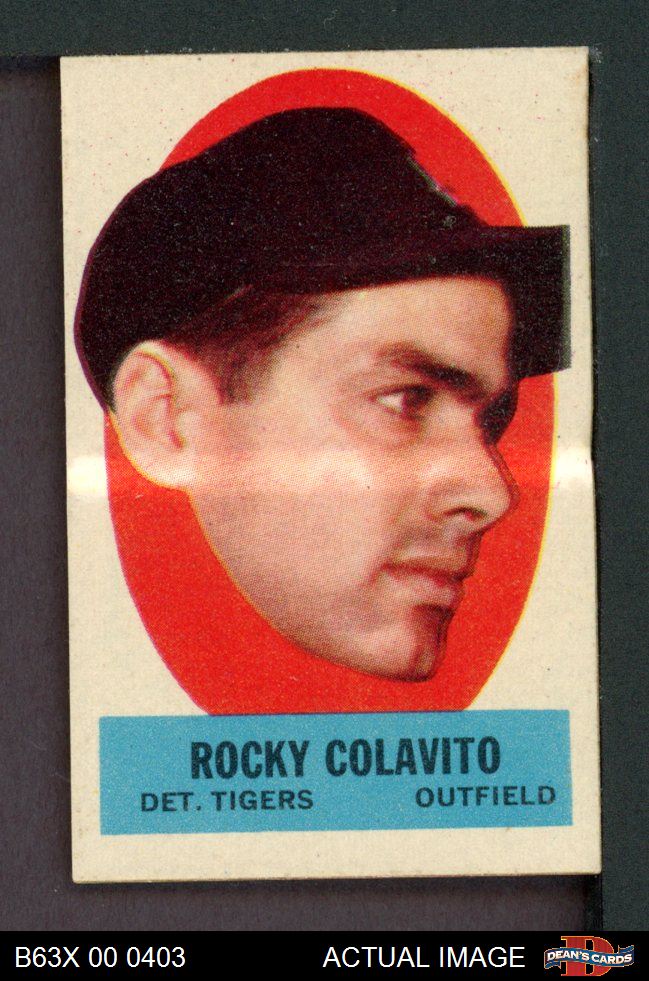 ROCKY COLAVITO
DET. TIGERS OUTFIELD
B63X 00 0403 ACTUAL IMAGE DEAN'S CARDS